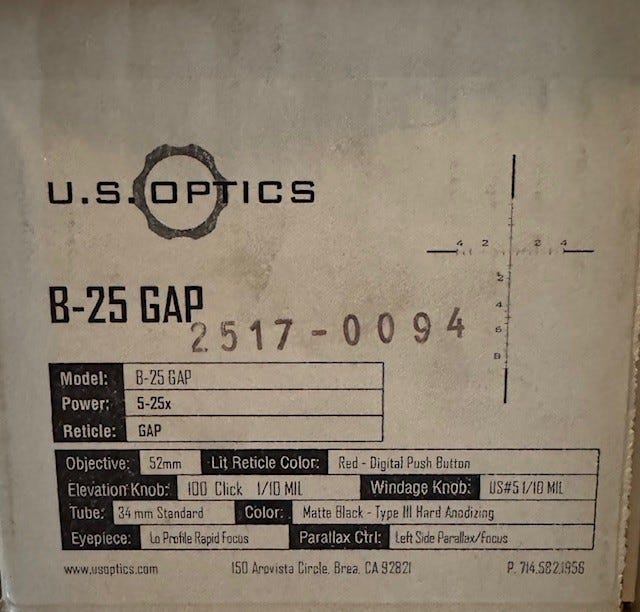 U.S. OPTICS
4 2 2 4
2
4
6
8
B-25 GAP
2517-0094
Model: B-25 GAP
Power: 5-25x
Reticle: GAP
Objective: 52mm Lit Reticle Color: Red - Digital Push Button
Elevation Knob: 100 Click 1/10 MIL Windage Knob: US#5 1/10 MIL
Tube: 34 mm Standard Color: Matte Black - Type III Hard Anodizing
Eyepiece: Lo Profile Rapid Focus Parallax Ctrl: Left Side Parallax/Focus
www.usoptics.com 150 Arovista Circle, Brea, CA 92821 P. 714.582.1956